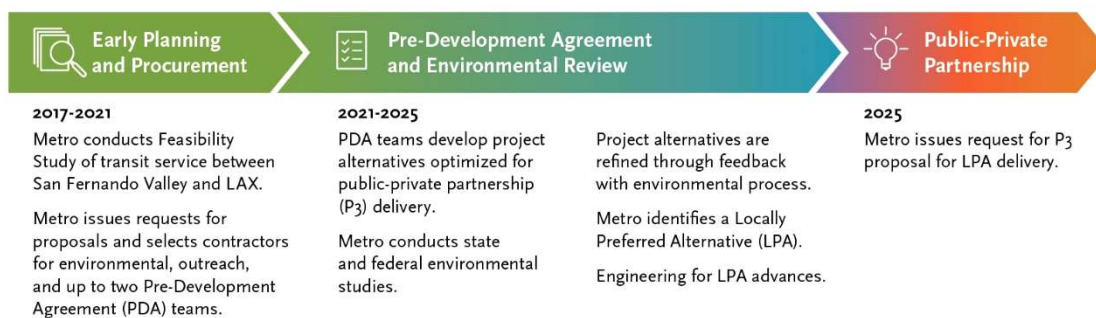 Early Planning
and Procurement
Pre-Development Agreement
and Environmental Review
Public-Private
Partnership
2017-2021
Metro conducts Feasibility
Study of transit service between
San Fernando Valley and LAX.
Metro issues requests for
proposals and selects contractors
for environmental, outreach,
and up to two Pre-Development
Agreement (PDA) teams.
2021-2025
PDA teams develop project
alternatives optimized for
public-private partnership
(P3) delivery.
Metro conducts state
and federal environmental
studies.
Project alternatives are
refined through feedback
with environmental process.
Metro identifies a Locally
Preferred Alternative (LPA).
Engineering for LPA advances.
2025
Metro issues request for P3
proposal for LPA delivery.